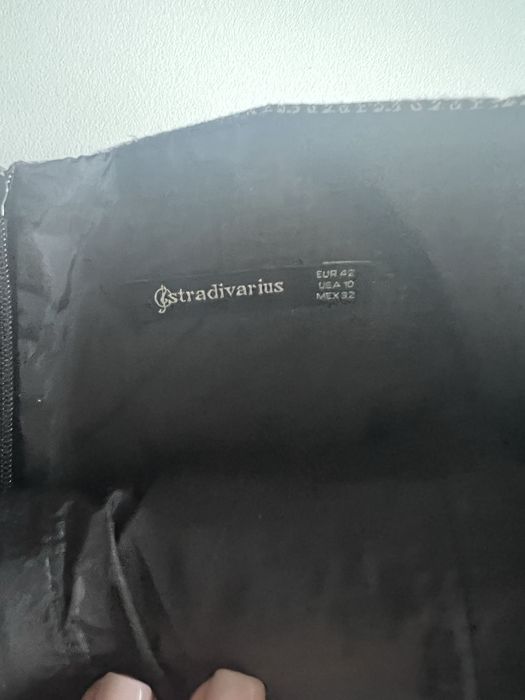 stradivarius
EUR 42
USA 10
MEX 32